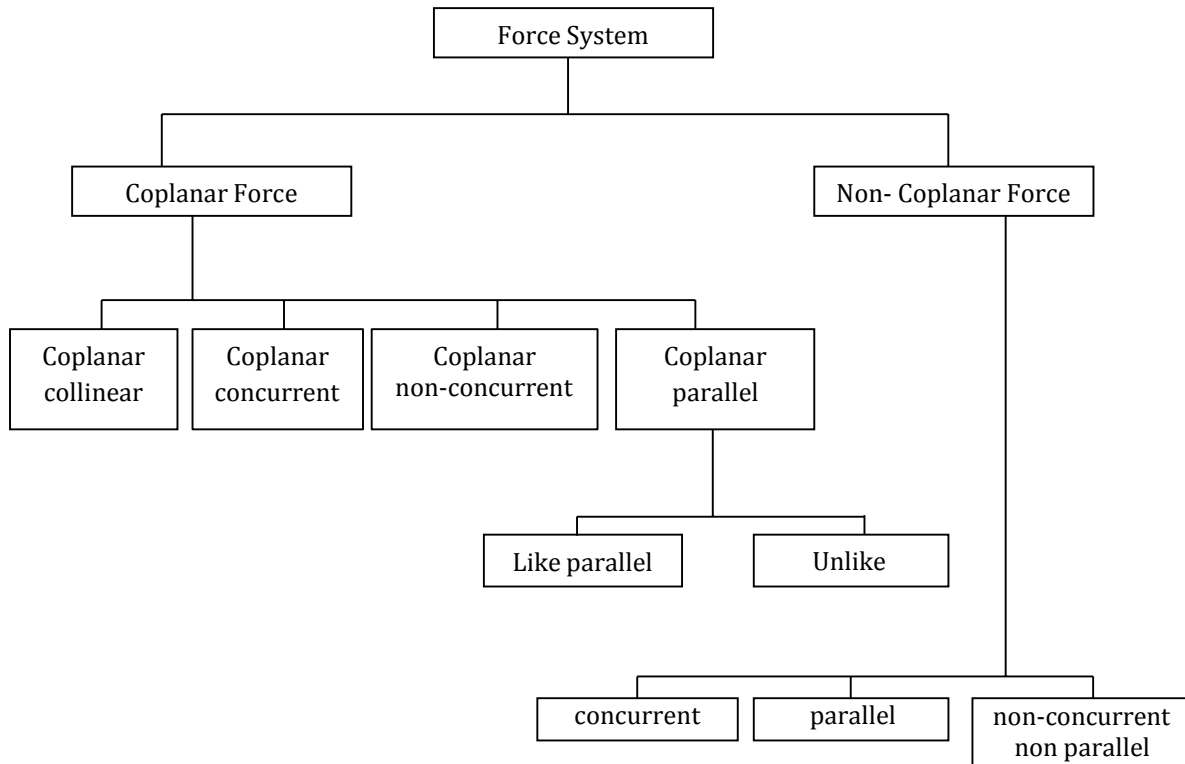 Force System
Coplanar Force
Non- Coplanar Force
Coplanar
collinear
Coplanar
concurrent
Coplanar
non-concurrent
Coplanar
parallel
Like parallel
Unlike
concurrent
parallel
non-concurrent
non parallel